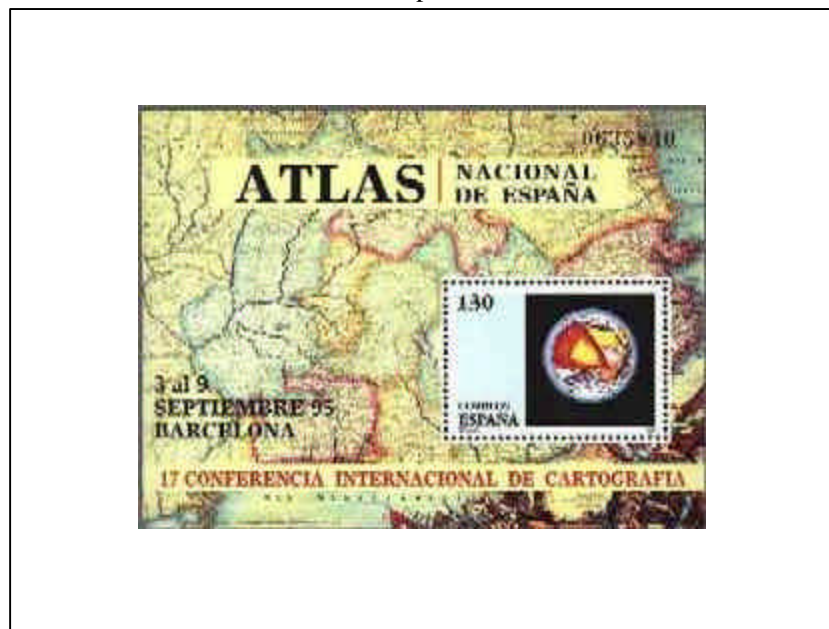 ATLAS
NACIONAL
DE ESPAÑA
130
CORREOS
ESPAÑA
3 al 9
SEPTIEMBRE 95
BARCELONA
17 CONFERENCIA INTERNACIONAL DE CARTOGRAFIA